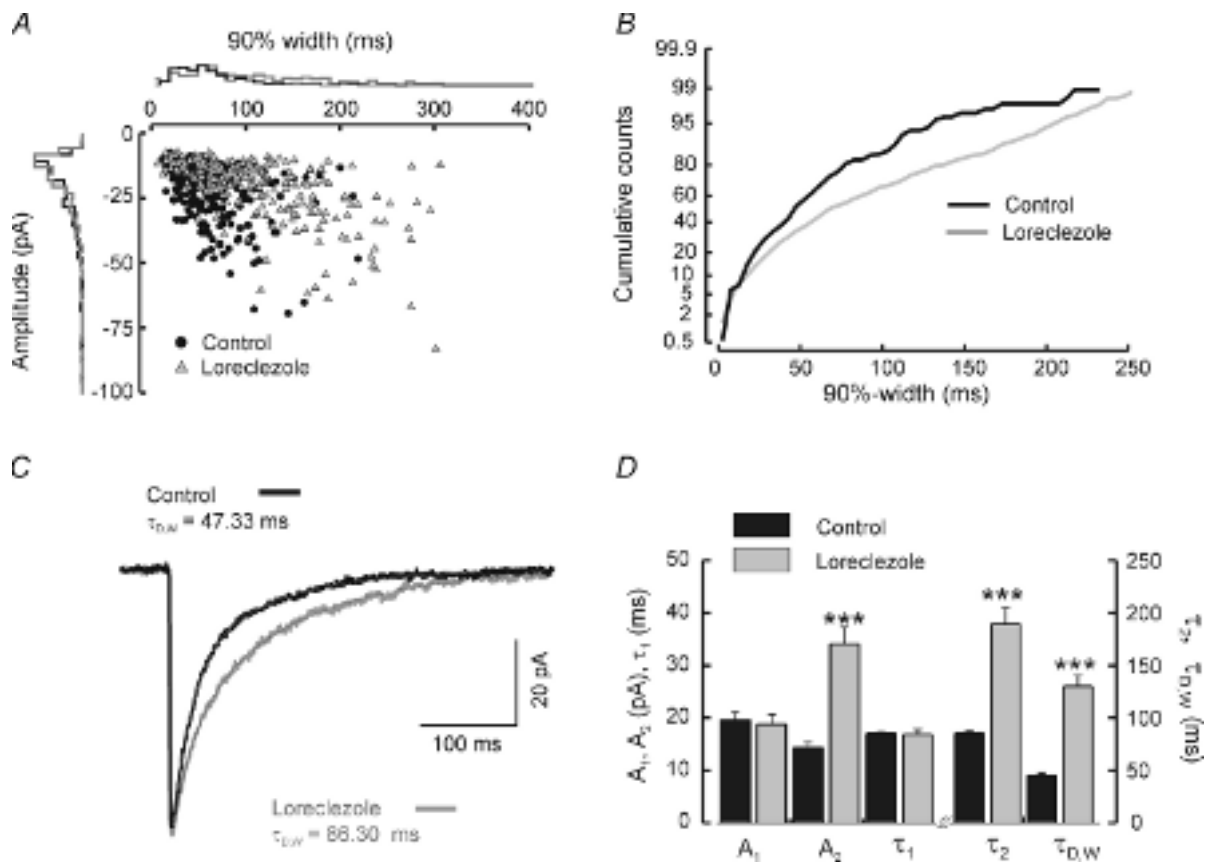 A
90% width (ms)
0 100 200 300 400
Amplitude (pA)
0
-25
-50
-75
-100
Control
Loreclezole
B
Cumulative counts
99.9
99
95
80
60
40
20
10
5
2
0.5
Control
Loreclezole
0 50 100 150 200 250
90%-width (ms)
C
Control
τD,W = 47.33 ms
20 pA
100 ms
Loreclezole
τD,W = 86.30 ms
D
Control
Loreclezole
A1, A2 (pA), τ1 (ms)
50
40
30
20
10
0
***
***
***
250
200
150
100
50
0
τ2, τD,W (ms)
A1 A2 τ1 τ2 τD,W